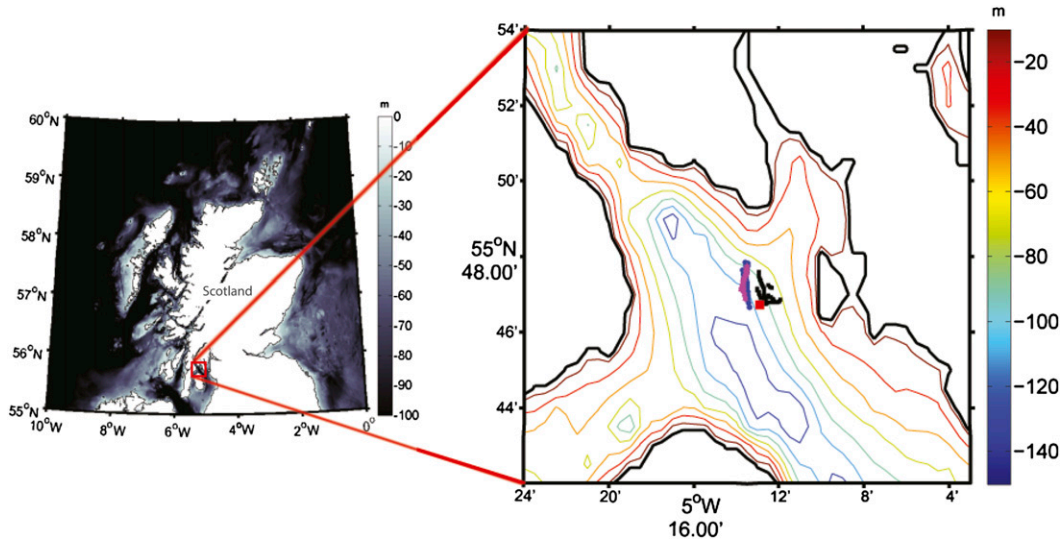 m
60°N
59°N
58°N
57°N
56°N
55°N
10°W
8°W
6°W
4°W
2°W
0°
Scotland
0
-10
-20
-30
-40
-50
-60
-70
-80
-90
-100
54'
52'
50'
55°N
48.00'
46'
44'
24'
20'
5°W
16.00'
12'
8'
4'
m
-20
-40
-60
-80
-100
-120
-140